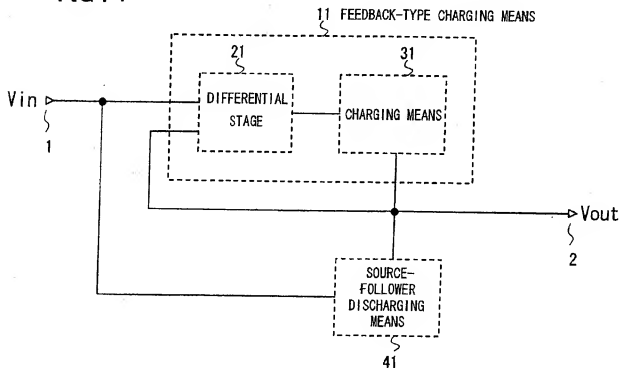 11 FEEDBACK-TYPE CHARGING MEANS
21
31
Vin
1
DIFFERENTIAL
STAGE
CHARGING MEANS
Vout
2
SOURCE-
FOLLOWER
DISCHARGING
MEANS
41